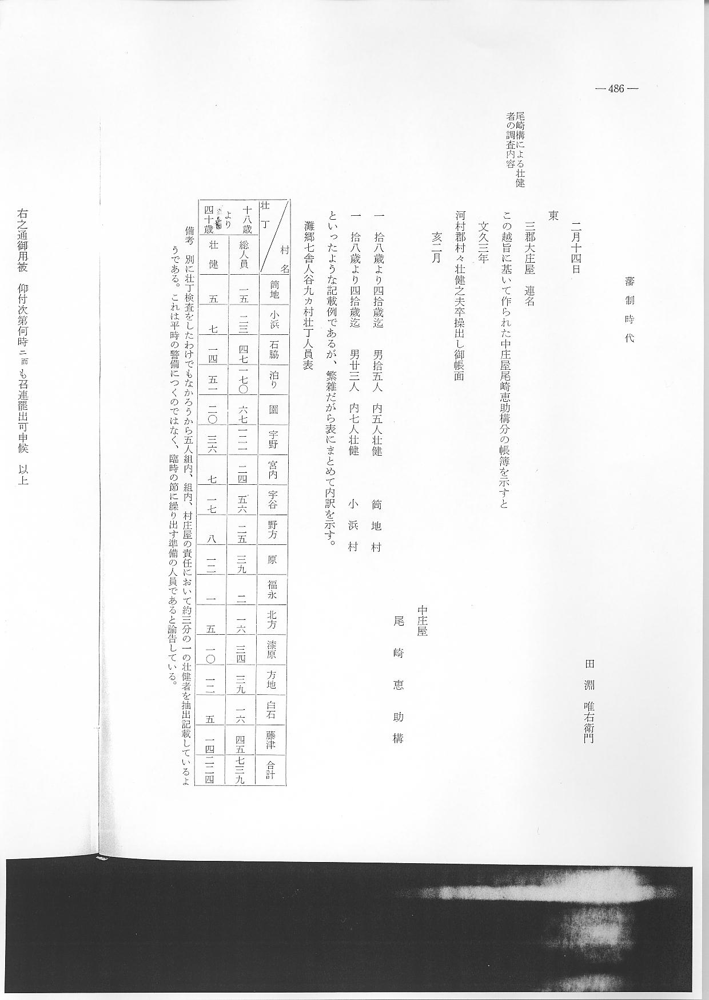 — 486 —
藩制時代
田淵唯右衛門
二月十四日
東
三郡大庄屋　連名
尾崎構による壮健
者の調査内容
この越旨に基いて作られた中庄屋尾崎恵助構分の帳簿を示すと
文久三年
河村郡村々壮健之夫卒操出し御帳面
亥二月
中庄屋
尾崎恵助構
一　拾八歳より四拾歳迄　男拾五人　内五人壮健　筒地村
一　拾八歳より四拾歳迄　男廿三人　内七人壮健　小浜村
といったような記載例であるが、繁雑だがら表にまとめて内訳を示す。
灘郷七舎人谷九カ村壮丁人員表
村名　壮丁　筒地　小浜　石脇　泊り　園　宇野　宮内　宇谷　野方　原　福永　北方　漆原　方地　白石　藤津　合計
十八歳より四十歳
総人員　一五　二三　四七　一七〇　六七　一二一　二四　五六　二五　三九　二　一六　三四　三九　一六　四五　七三九
壮健　五　七　一四　五一　二〇　三六　七　一七　八　一二　一　五　一〇　一二　五　一四　二二四
備考　別に壮丁検査をしたわけでもなかろうから五人組内、組内、村庄屋の責任において約三分の一の壮健者を抽出記載しているよ
うである。これは平時の警備につくのではなく、臨時の節に繰り出す準備の人員であると諭告している。
右之通御用被　仰付次第何時ニ而も召連罷出可申候　以上